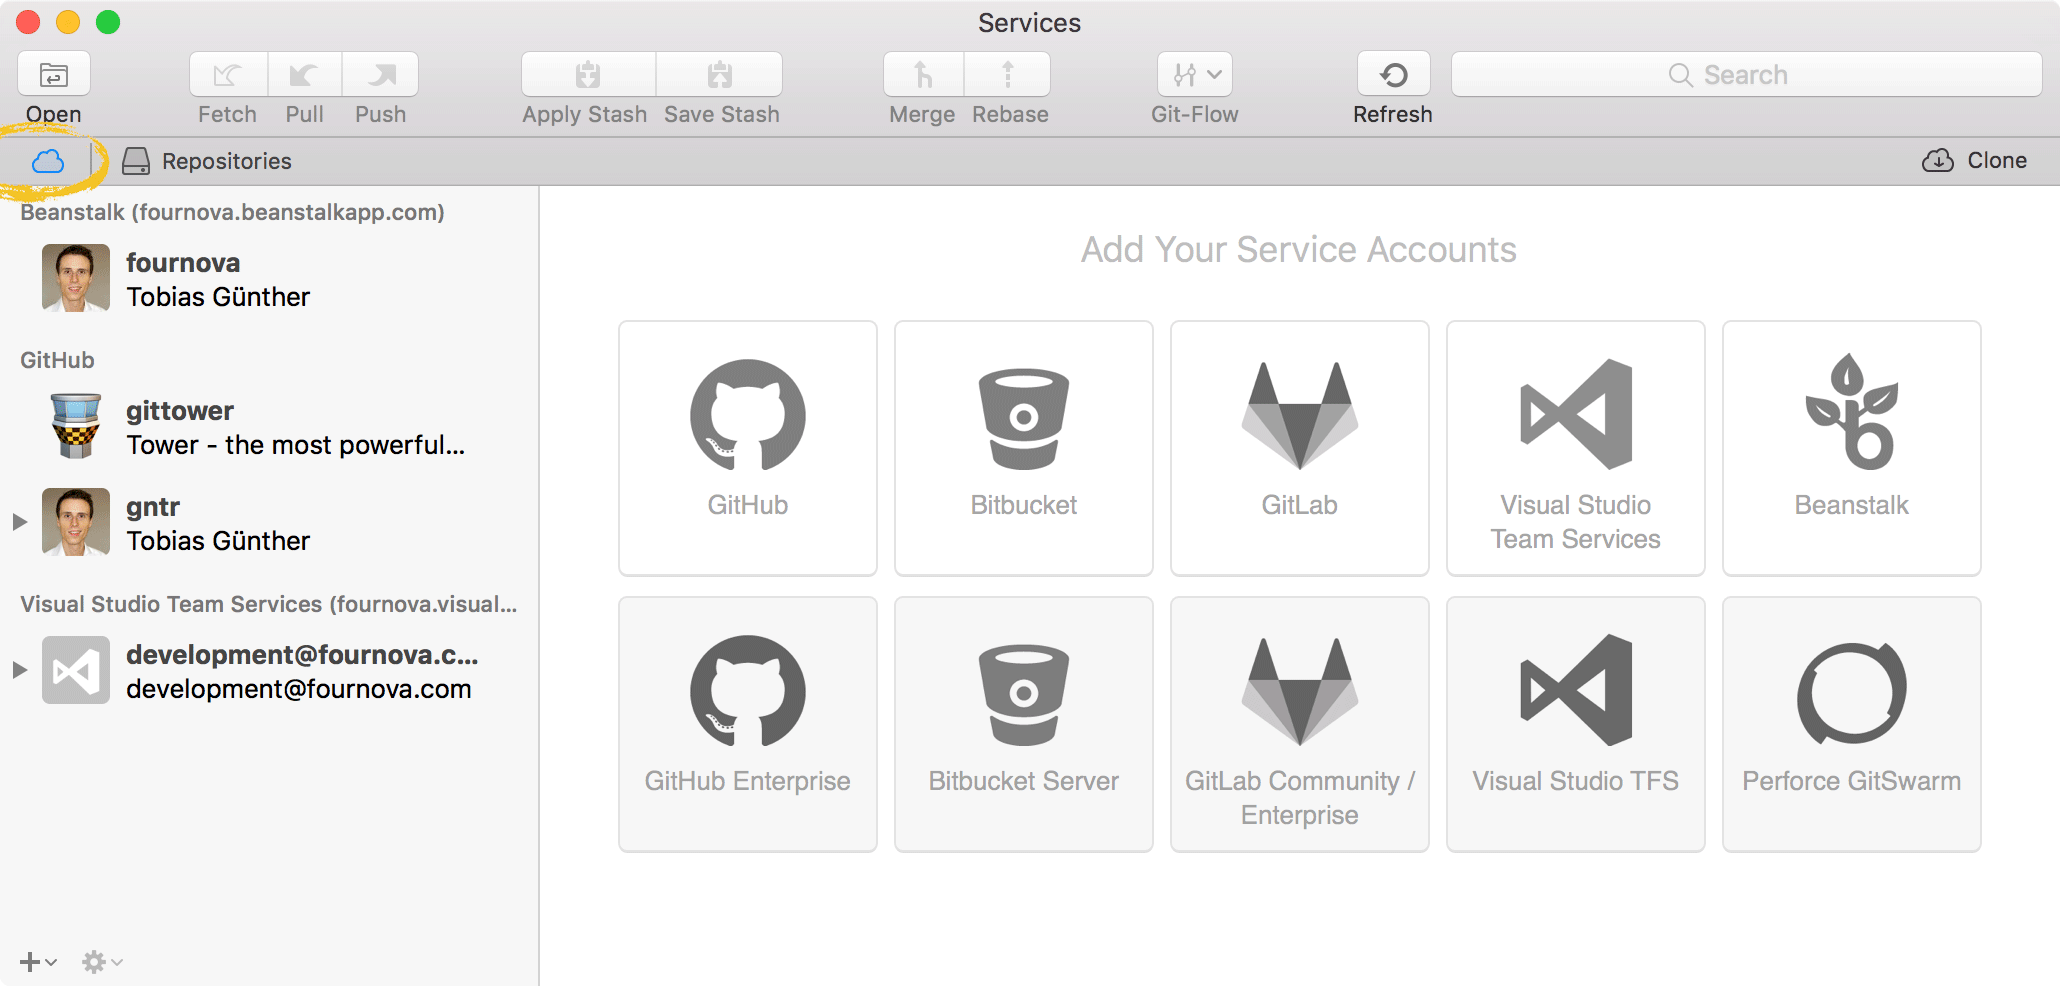 Services
Open
Fetch
Pull
Push
Apply Stash
Save Stash
Merge
Rebase
Git-Flow
Refresh
Search
Repositories
Clone
Beanstalk (fournova.beanstalkapp.com)
fournova
Tobias Günther
GitHub
gittower
Tower - the most powerful...
gntr
Tobias Günther
Visual Studio Team Services (fournova.visual...
development@fournova.c...
development@fournova.com
Add Your Service Accounts
GitHub
Bitbucket
GitLab
Visual Studio
Team Services
Beanstalk
GitHub Enterprise
Bitbucket Server
GitLab Community /
Enterprise
Visual Studio TFS
Perforce GitSwarm